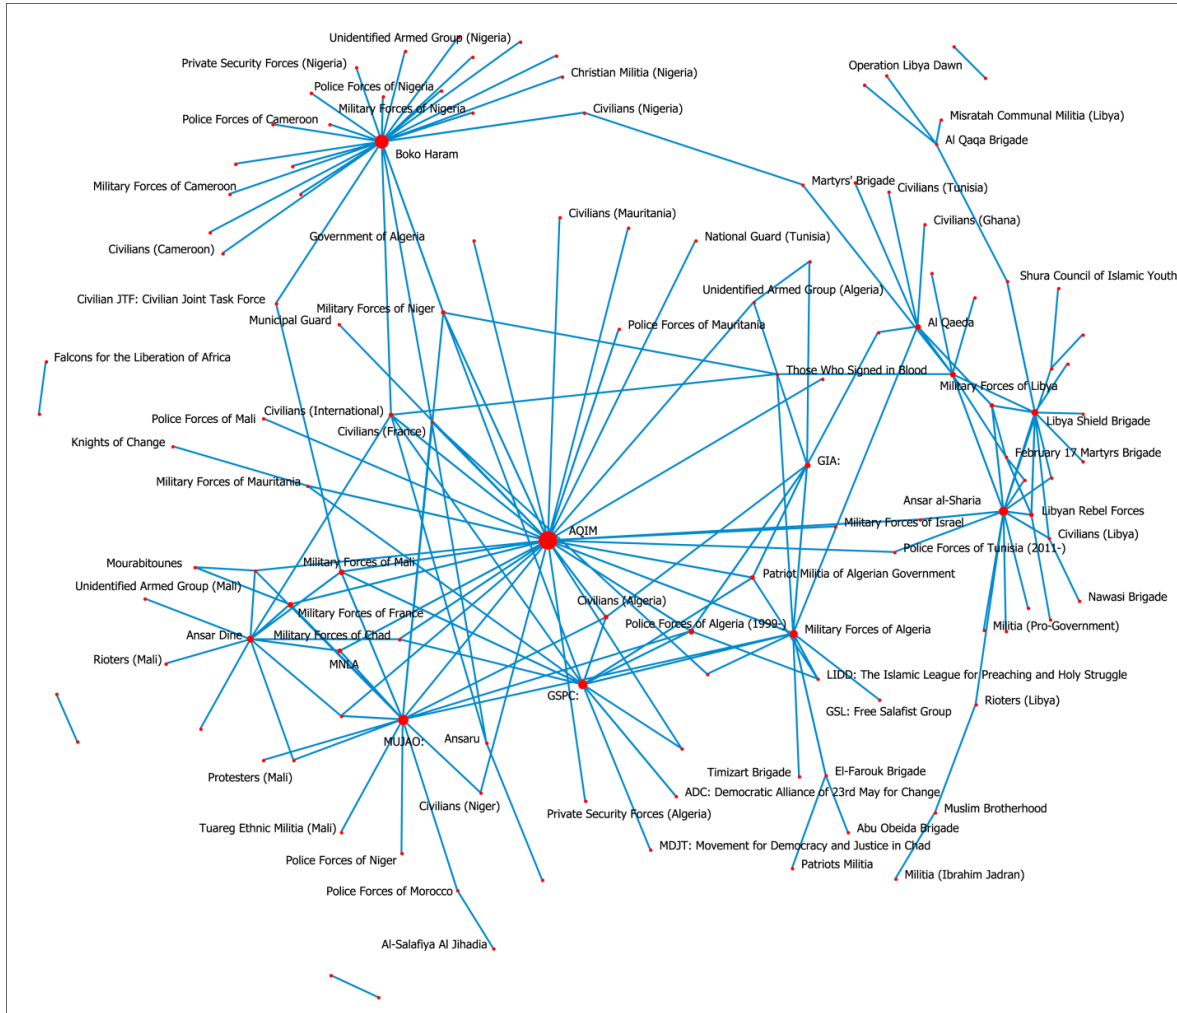 Unidentified Armed Group (Nigeria)
Operation Libya Dawn
Private Security Forces (Nigeria)
Christian Militia (Nigeria)
Police Forces of Nigeria
Military Forces of Nigeria
Civilians (Nigeria)
Police Forces of Cameroon
Misratah Communal Militia (Libya)
Al Qaqa Brigade
Boko Haram
Military Forces of Cameroon
Martyrs' Brigade
Civilians (Tunisia)
Civilians (Mauritania)
Civilians (Ghana)
Government of Algeria
National Guard (Tunisia)
Civilians (Cameroon)
Shura Council of Islamic Youth
Unidentified Armed Group (Algeria)
Civilian JTF: Civilian Joint Task Force
Military Forces of Niger
Municipal Guard
Police Forces of Mauritania
Al Qaeda
Falcons for the Liberation of Africa
Those Who Signed in Blood
Military Forces of Libya
Civilians (International)
Police Forces of Mali
Libya Shield Brigade
Civilians (France)
Knights of Change
February 17 Martyrs Brigade
GIA:
Military Forces of Mauritania
Ansar al-Sharia
Libyan Rebel Forces
AQIM
Military Forces of Israel
Civilians (Libya)
Police Forces of Tunisia (2011-)
Mourabitounes
Military Forces of Mali
Patriot Militia of Algerian Government
Unidentified Armed Group (Mali)
Nawasi Brigade
Civilians (Algeria)
Military Forces of France
Police Forces of Algeria (1999-)
Military Forces of Algeria
Militia (Pro-Government)
Ansar Dine
Military Forces of Chad
Rioters (Mali)
MNLA
LIDD: The Islamic League for Preaching and Holy Struggle
GSPC:
GSL: Free Salafist Group
Rioters (Libya)
MUJAO:
Ansaru
Protesters (Mali)
Timizart Brigade
El-Farouk Brigade
ADC: Democratic Alliance of 23rd May for Change
Civilians (Niger)
Private Security Forces (Algeria)
Muslim Brotherhood
Tuareg Ethnic Militia (Mali)
Abu Obeida Brigade
MDJT: Movement for Democracy and Justice in Chad
Police Forces of Niger
Patriots Militia
Militia (Ibrahim Jadran)
Police Forces of Morocco
Al-Salafiya Al Jihadia